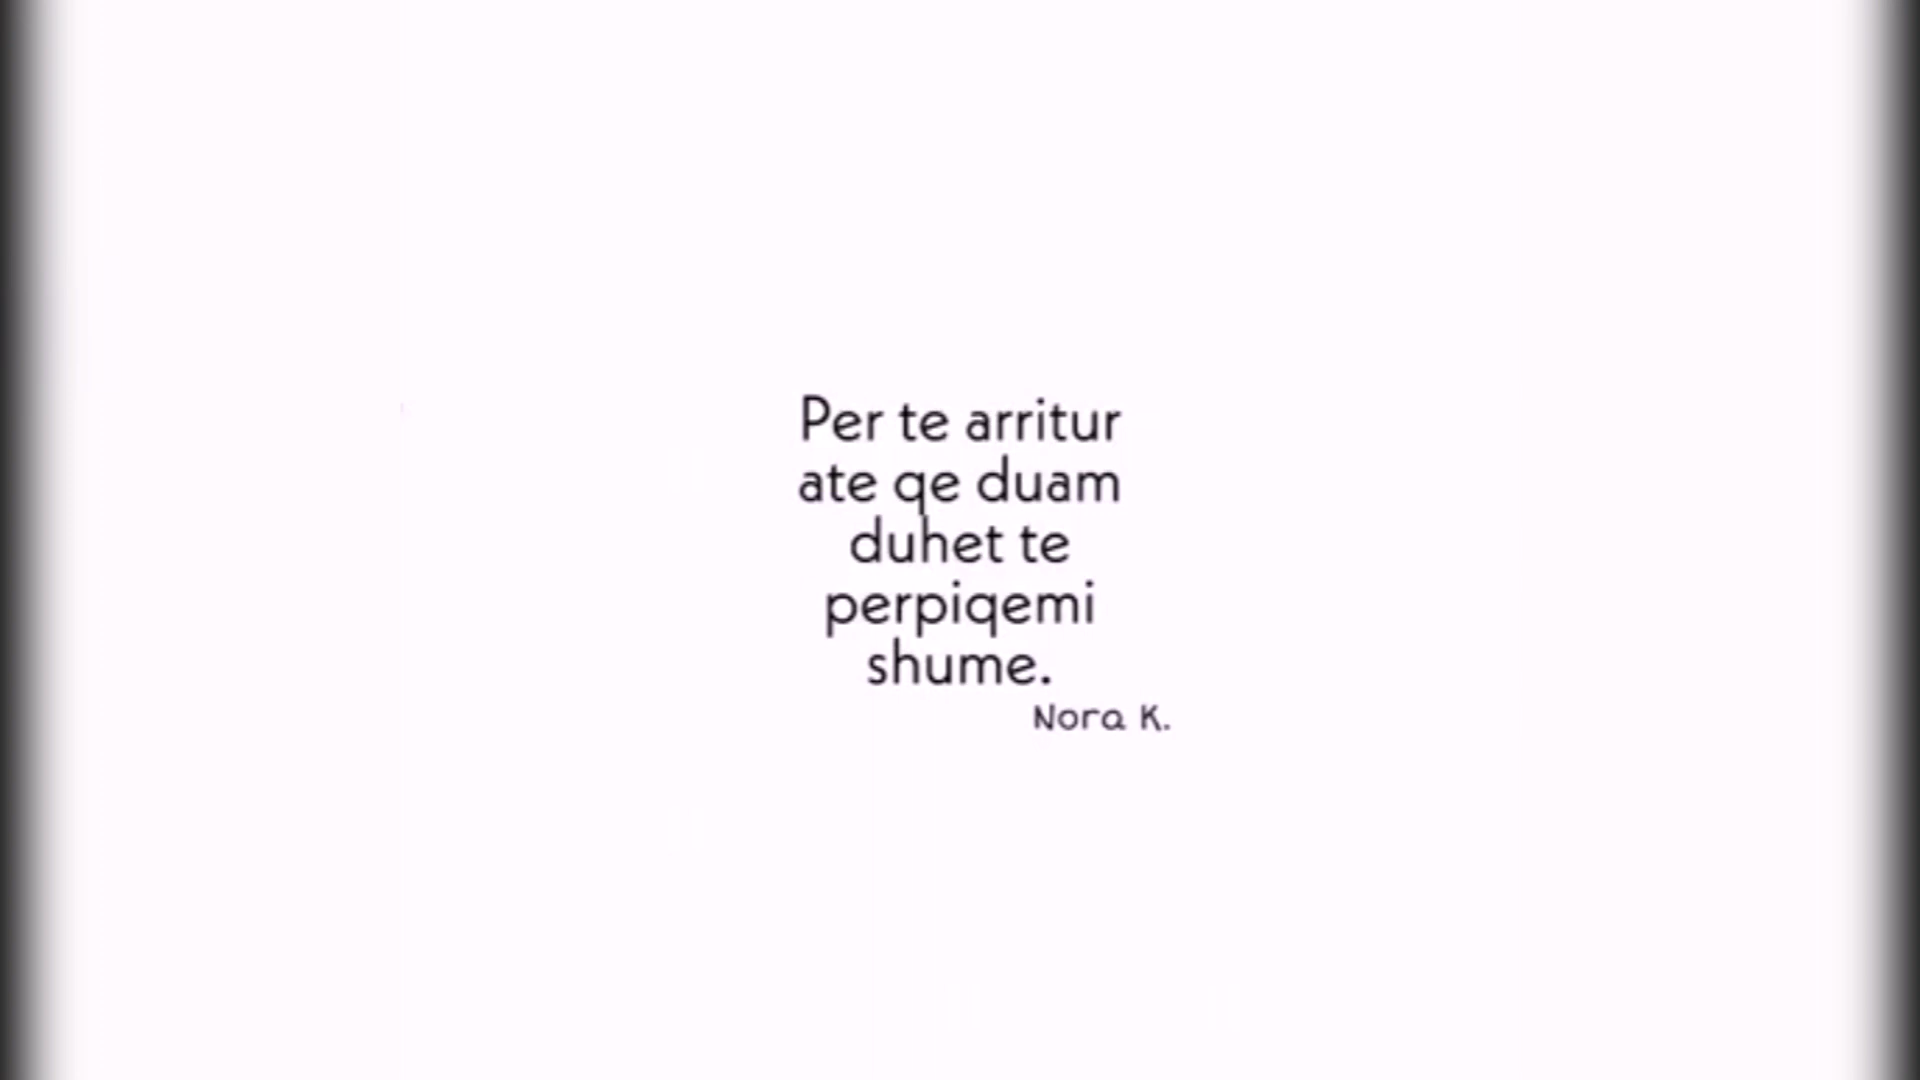 Per te arritur
ate qe duam
duhet te
perpiqemi
shume.
Nora K.